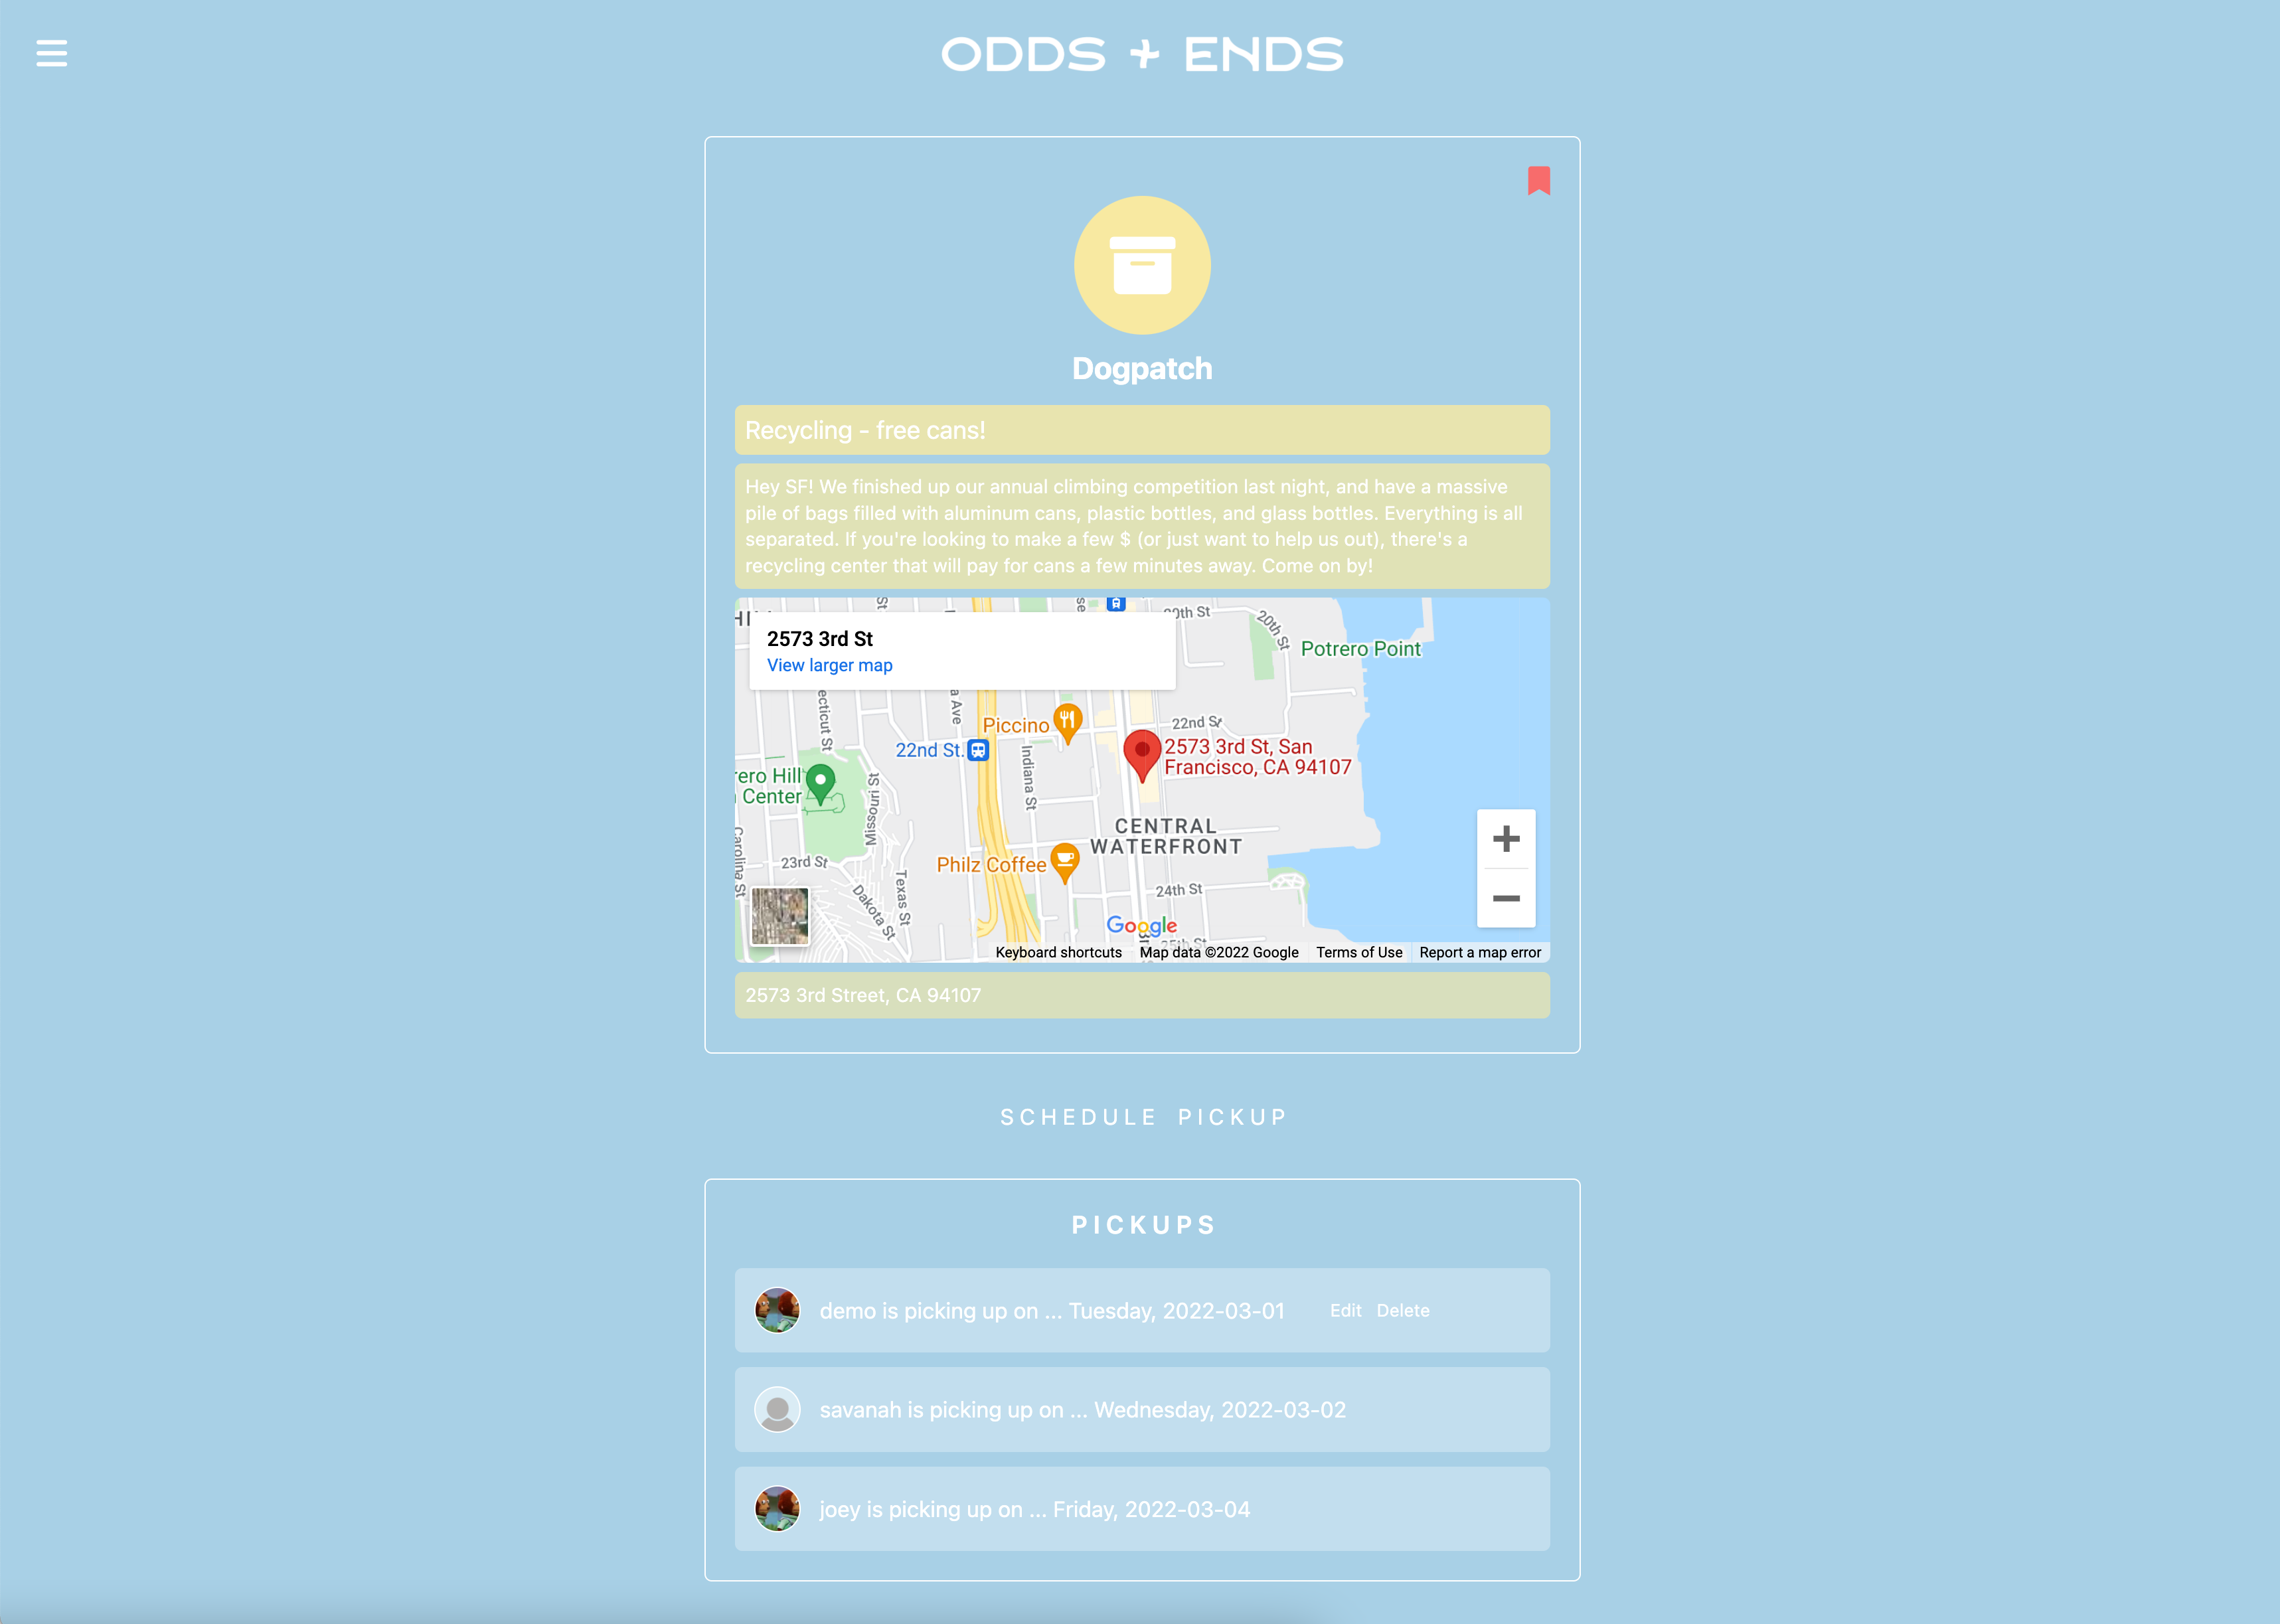 ODDS + ENDS
Dogpatch
Recycling - free cans!
Hey SF! We finished up our annual climbing competition last night, and have a massive
pile of bags filled with aluminum cans, plastic bottles, and glass bottles. Everything is all
separated. If you're looking to make a few $ (or just want to help us out), there's a
recycling center that will pay for cans a few minutes away. Come on by!
2573 3rd St
View larger map
20th St
20th St
Potrero Point
Piccino
22nd St
22nd St.
2573 3rd St, San
Francisco, CA 94107
Indiana St
Missouri St
CENTRAL
WATERFRONT
Philz Coffee
23rd St
Carolina St
Texas St
Dakota St
24th St
25th St
Google
Keyboard shortcuts
Map data ©2022 Google
Terms of Use
Report a map error
2573 3rd Street, CA 94107
SCHEDULE PICKUP
PICKUPS
demo is picking up on ... Tuesday, 2022-03-01 Edit Delete
savanah is picking up on ... Wednesday, 2022-03-02
joey is picking up on ... Friday, 2022-03-04